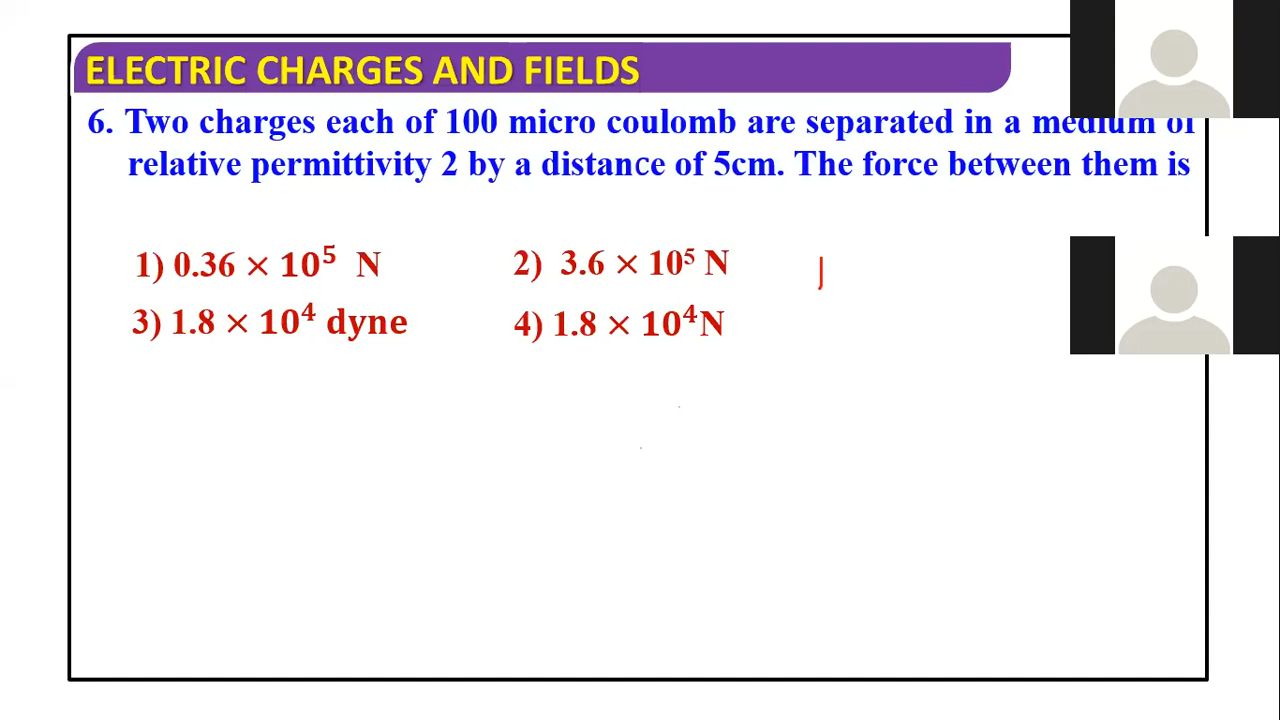 ELECTRIC CHARGES AND FIELDS
6. Two charges each of 100 micro coulomb are separated in a medium of
relative permittivity 2 by a distance of 5cm. The force between them is
1) 0.36 × 10⁵ N 2) 3.6 × 10⁵ N
3) 1.8 × 10⁴ dyne 4) 1.8 × 10⁴N